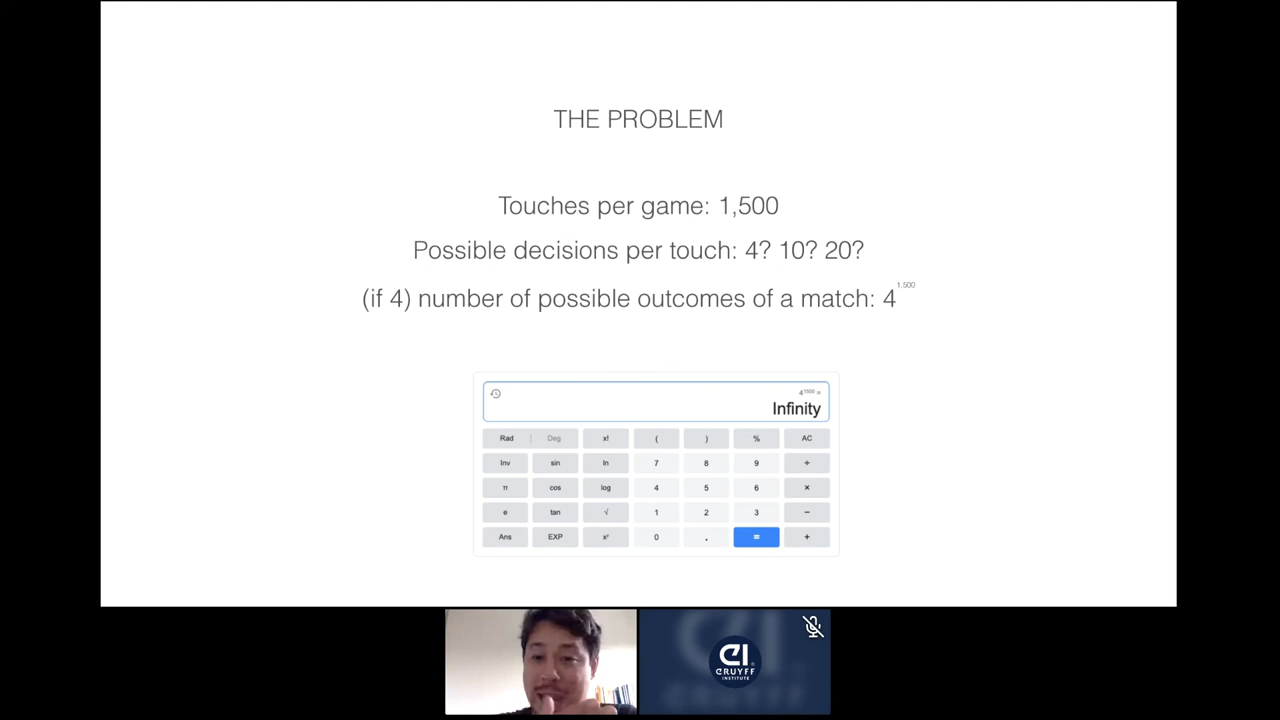 THE PROBLEM
Touches per game: 1,500
Possible decisions per touch: 4? 10? 20?
(if 4) number of possible outcomes of a match: 4^1,500
4^1500 =
Infinity
Rad | Deg x! ( ) % AC
Inv sin ln 7 8 9 ÷
π cos log 4 5 6 ×
e tan √ 1 2 3 −
Ans EXP xʸ 0 . = +
CRUYFF
INSTITUTE